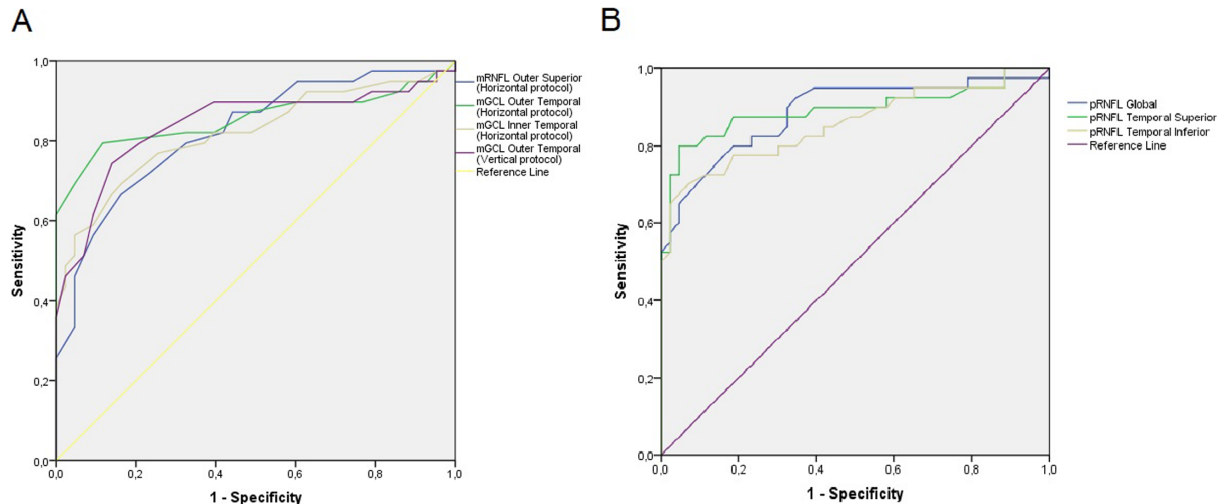 A
B
1,0
0,8
0,6
0,4
0,2
0,0
Sensitivity
0,0 0,2 0,4 0,6 0,8 1,0
1 - Specificity
mRNFL Outer Superior
(Horizontal protocol)
mGCL Outer Temporal
(Horizontal protocol)
mGCL Inner Temporal
(Horizontal protocol)
mGCL Outer Temporal
(Vertical protocol)
Reference Line
1,0
0,8
0,6
0,4
0,2
0,0
Sensitivity
0,0 0,2 0,4 0,6 0,8 1,0
1 - Specificity
pRNFL Global
pRNFL Temporal Superior
pRNFL Temporal Inferior
Reference Line